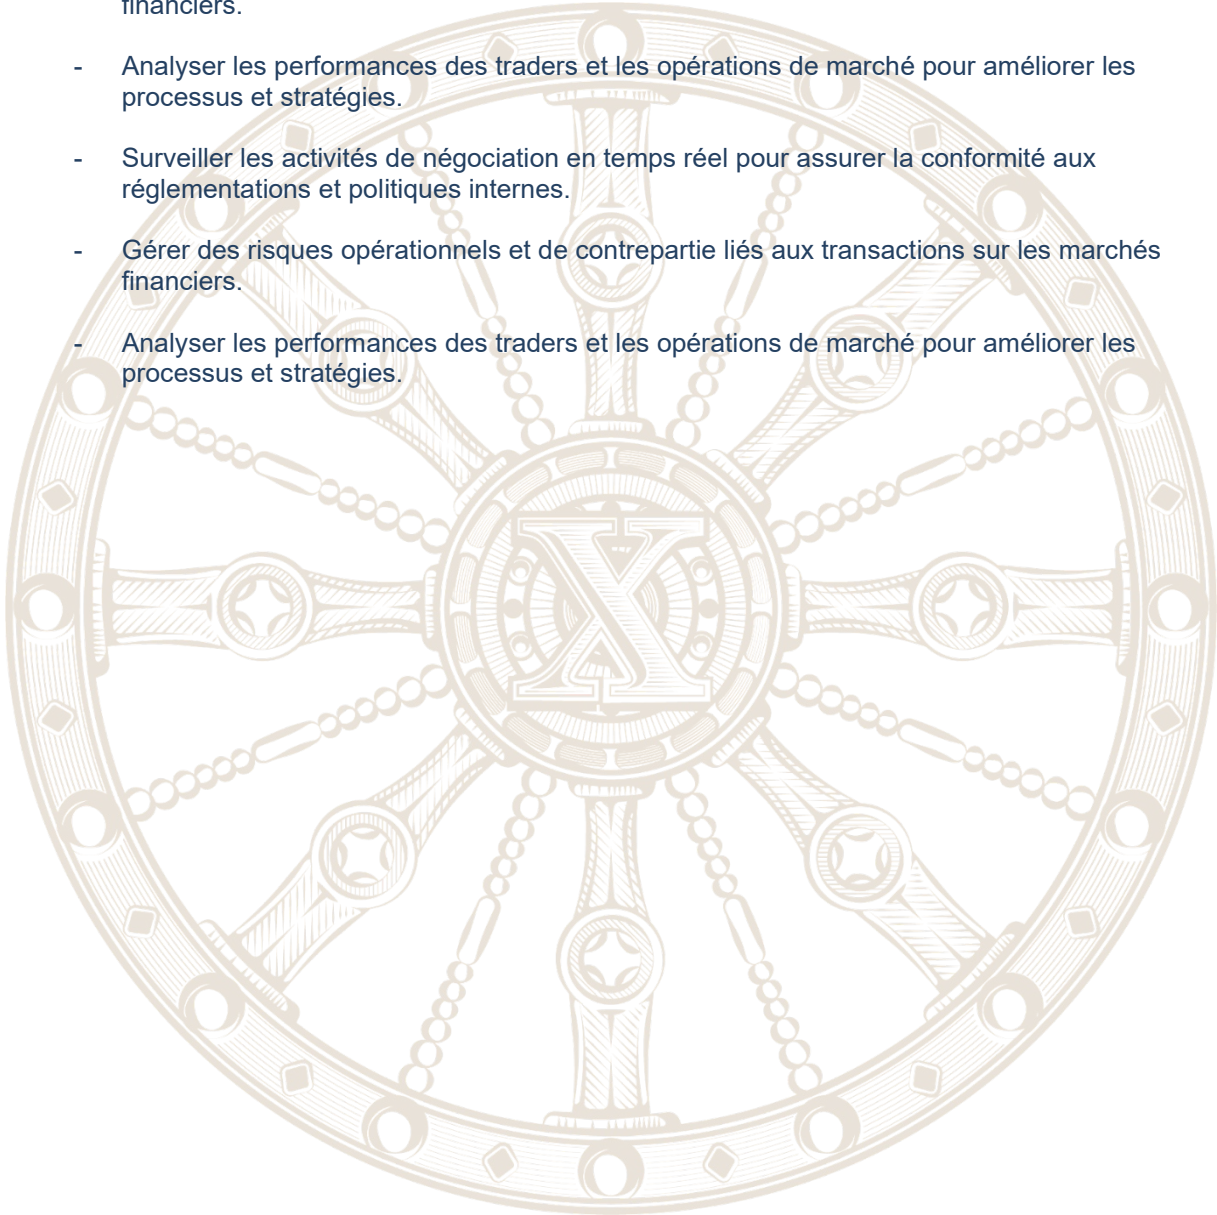 financiers.
- Analyser les performances des traders et les opérations de marché pour améliorer les
processus et stratégies.
- Surveiller les activités de négociation en temps réel pour assurer la conformité aux
réglementations et politiques internes.
- Gérer des risques opérationnels et de contrepartie liés aux transactions sur les marchés
financiers.
- Analyser les performances des traders et les opérations de marché pour améliorer les
processus et stratégies.
X